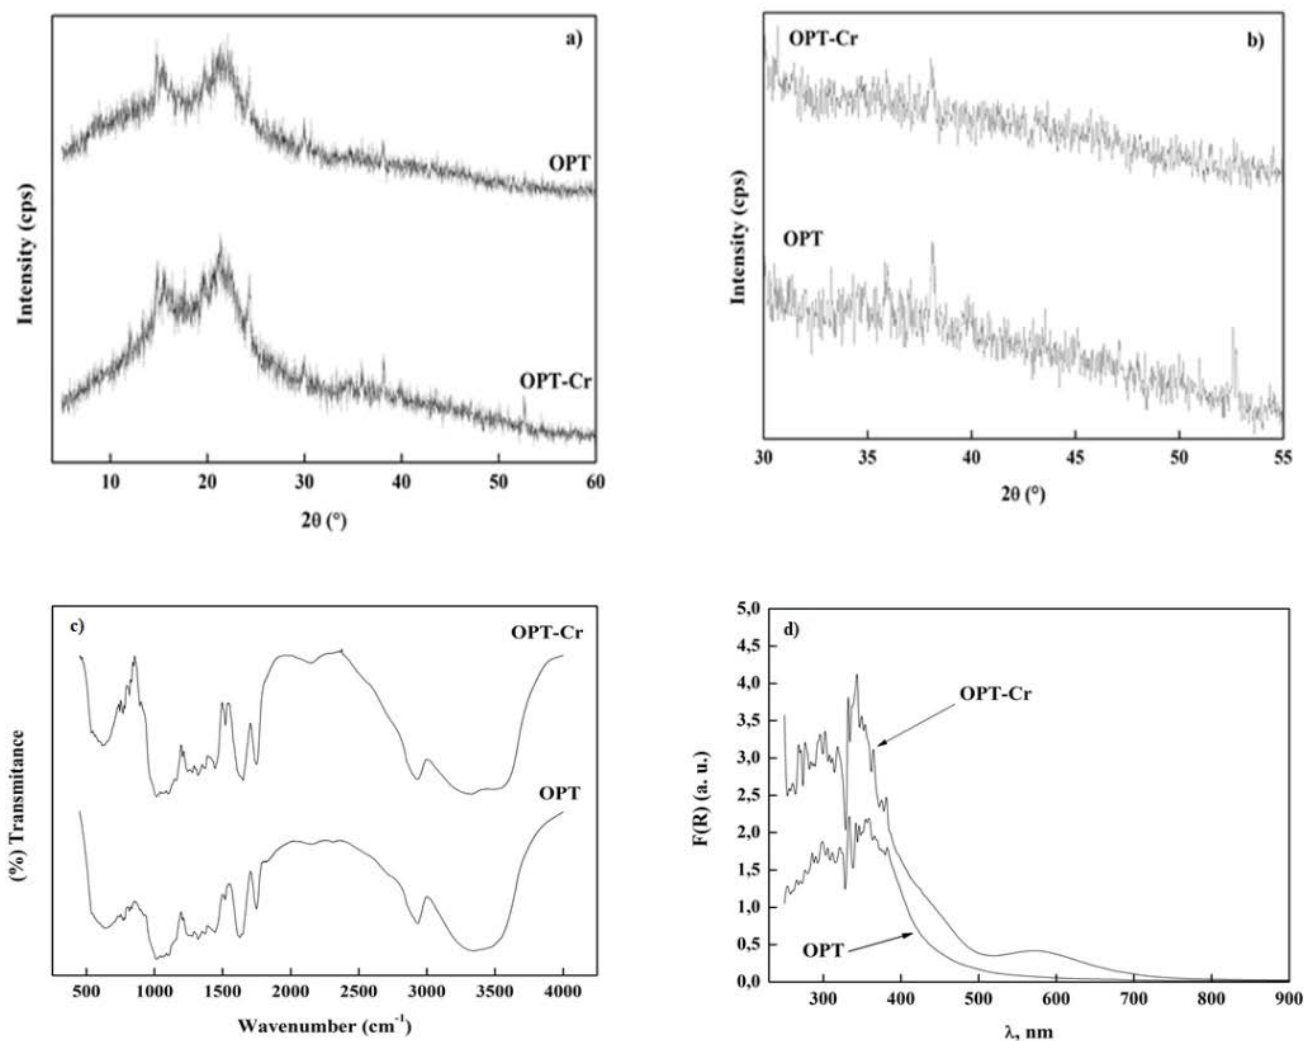 a)
OPT
OPT-Cr
Intensity (cps)
10 20 30 40 50 60
2θ (°)
OPT-Cr
b)
OPT
Intensity (cps)
30 35 40 45 50 55
2θ (°)
c)
OPT-Cr
OPT
(%) Transmitance
500 1000 1500 2000 2500 3000 3500 4000
Wavenumber (cm⁻¹)
d)
5,0
4,5
4,0
3,5
3,0
2,5
2,0
1,5
1,0
0,5
0,0
F(R) (a. u.)
OPT-Cr
OPT
300 400 500 600 700 800 900
λ, nm